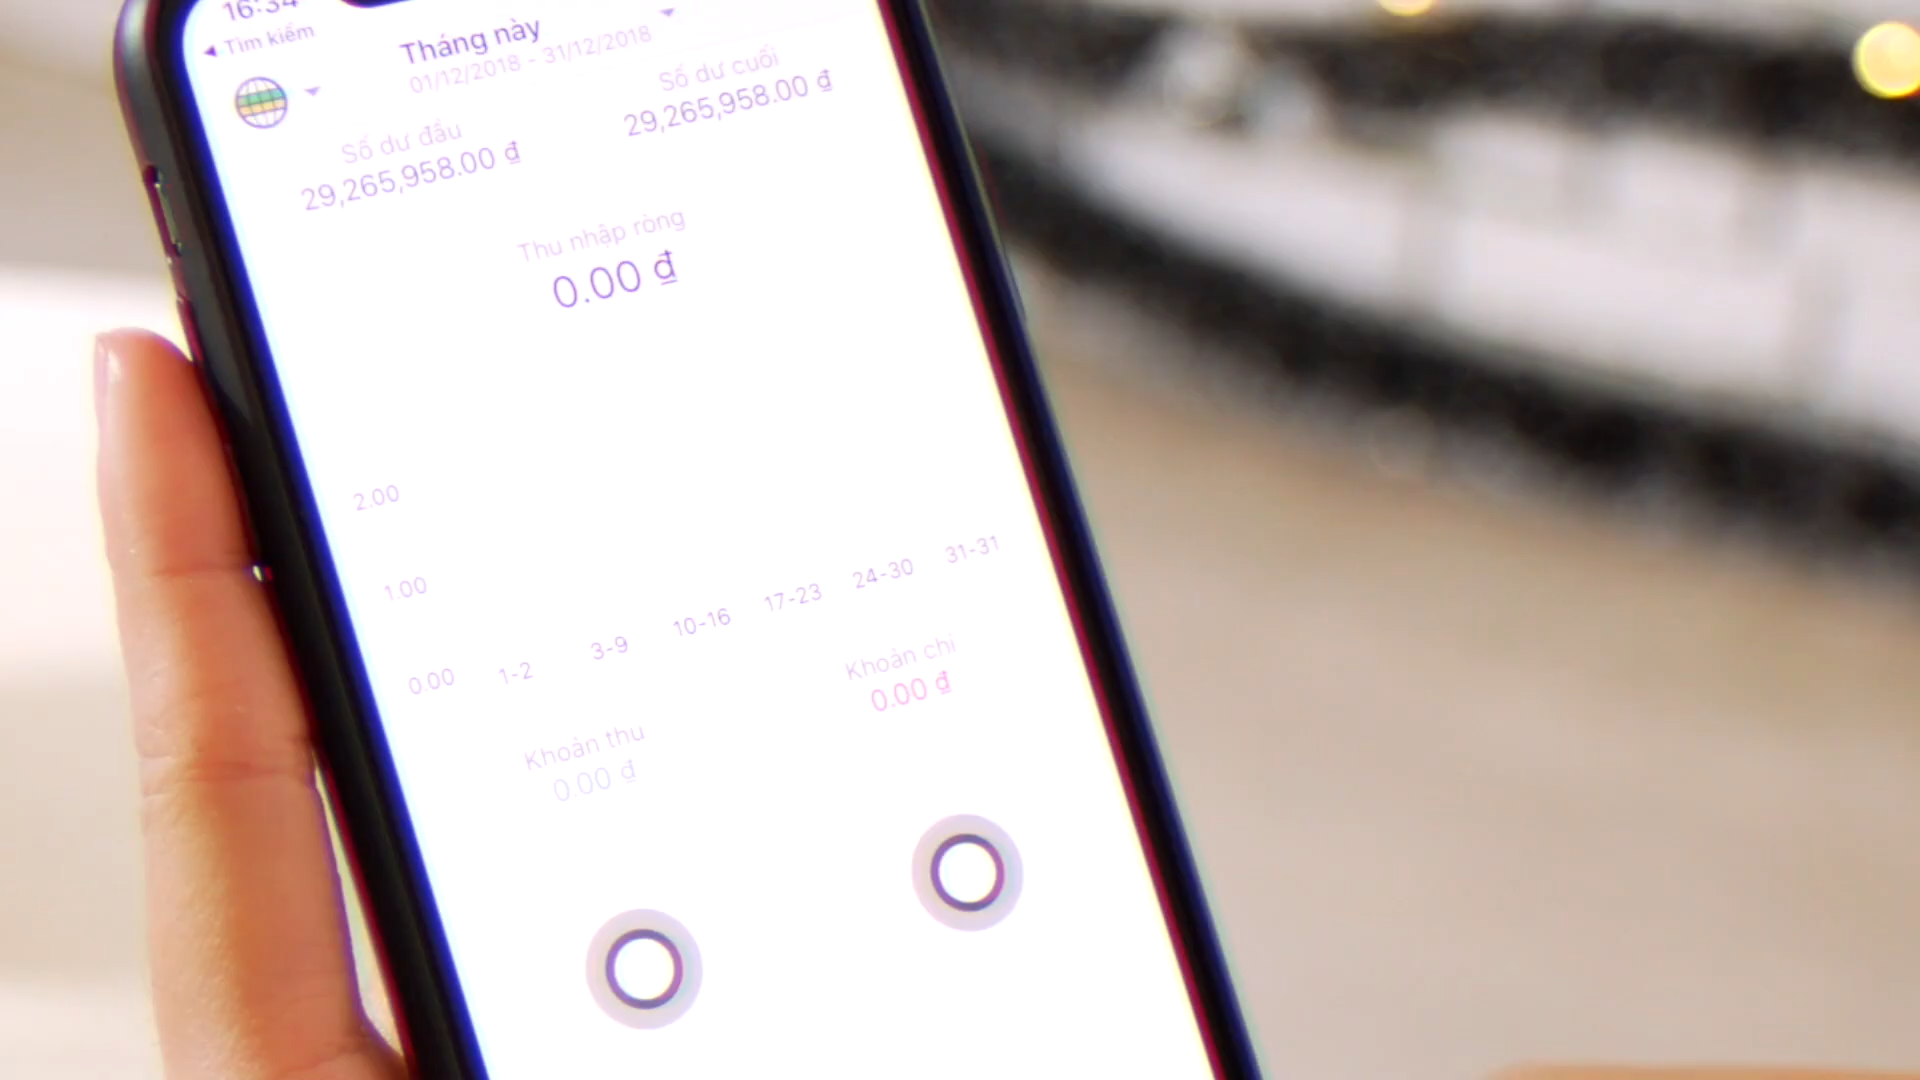 16:34
◀ Tìm kiếm
Tháng này
01/12/2018 - 31/12/2018
Số dư đầu
29,265,958.00 ₫
Số dư cuối
29,265,958.00 ₫
Thu nhập ròng
0.00 ₫
2.00
1.00
0.00
1-2
3-9
10-16
17-23
24-30
31-31
Khoản thu
0.00 ₫
Khoản chi
0.00 ₫